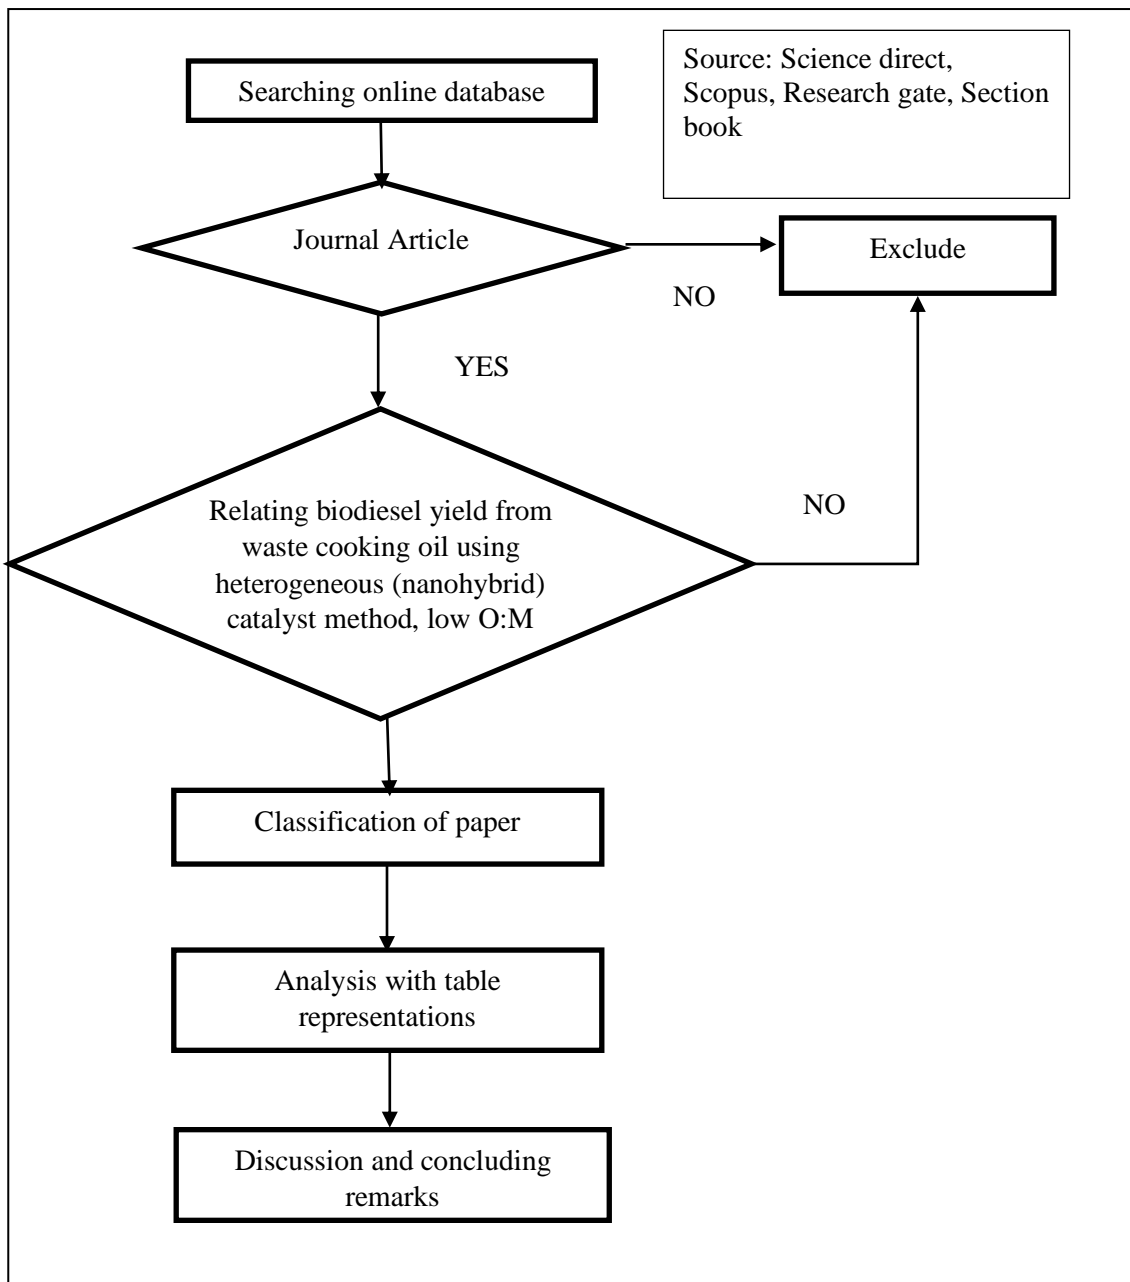 Source: Science direct,
Scopus, Research gate, Section
book
Searching online database
Journal Article
Exclude
NO
YES
Relating biodiesel yield from
waste cooking oil using
heterogeneous (nanohybrid)
catalyst method, low O:M
NO
Classification of paper
Analysis with table
representations
Discussion and concluding
remarks